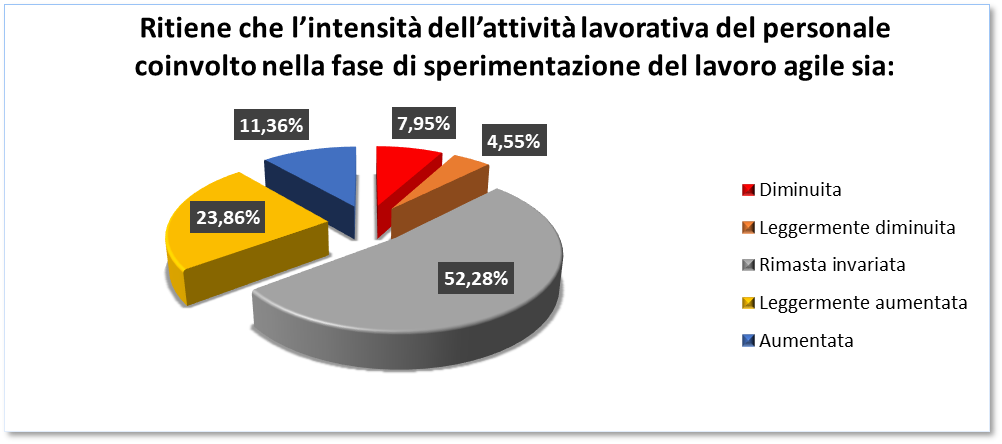 Ritiene che l’intensità dell’attività lavorativa del personale
coinvolto nella fase di sperimentazione del lavoro agile sia:
11,36%
7,95%
4,55%
23,86%
52,28%
Diminuita
Leggermente diminuita
Rimasta invariata
Leggermente aumentata
Aumentata